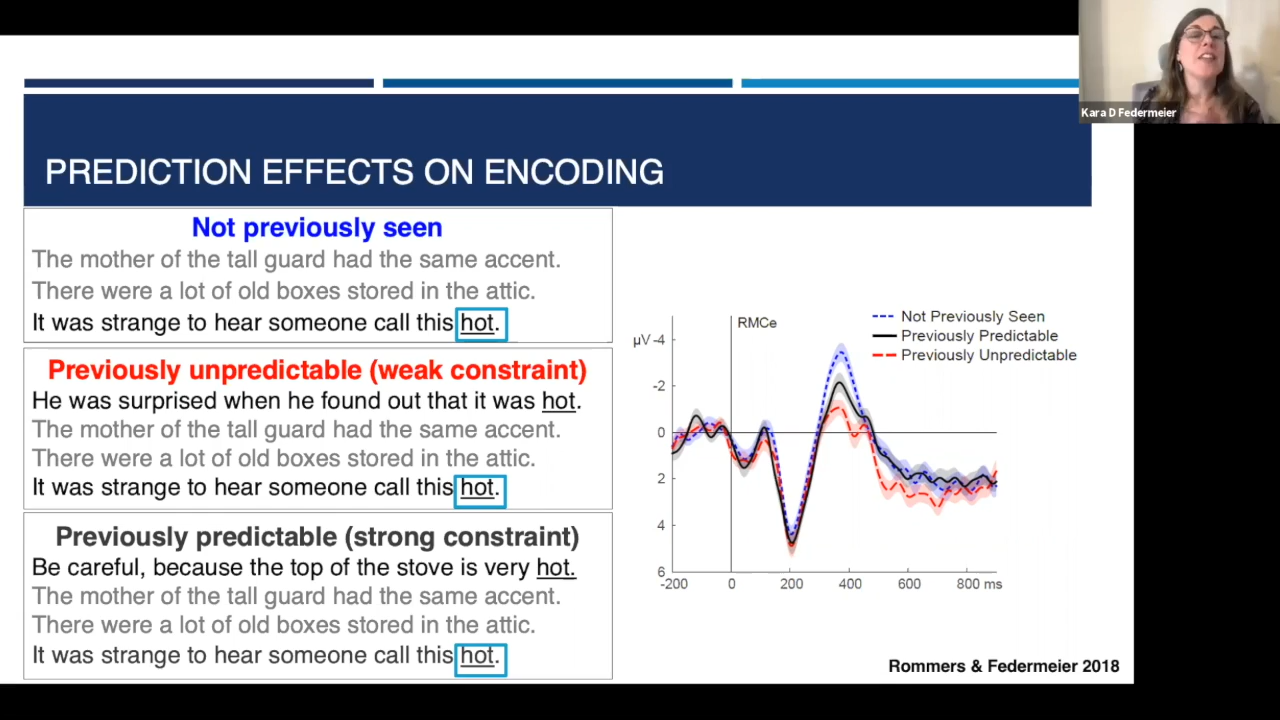 Kara D Federmeier
PREDICTION EFFECTS ON ENCODING
Not previously seen
The mother of the tall guard had the same accent.
There were a lot of old boxes stored in the attic.
It was strange to hear someone call this hot.
Previously unpredictable (weak constraint)
He was surprised when he found out that it was hot.
The mother of the tall guard had the same accent.
There were a lot of old boxes stored in the attic.
It was strange to hear someone call this hot.
Previously predictable (strong constraint)
Be careful, because the top of the stove is very hot.
The mother of the tall guard had the same accent.
There were a lot of old boxes stored in the attic.
It was strange to hear someone call this hot.
RMCe
Not Previously Seen
Previously Predictable
Previously Unpredictable
µV -4
-2
0
2
4
6
-200 0 200 400 600 800 ms
Rommers & Federmeier 2018